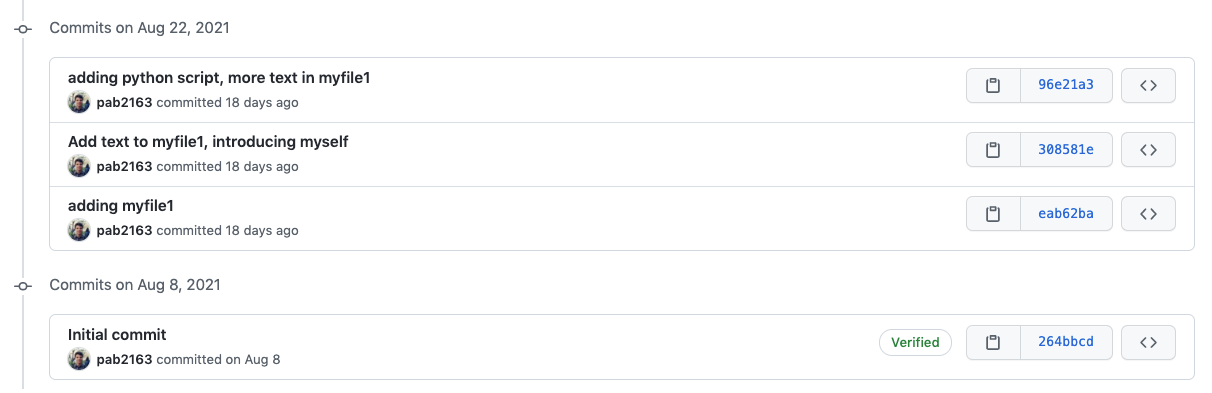 Commits on Aug 22, 2021
adding python script, more text in myfile1
pab2163 committed 18 days ago
96e21a3
Add text to myfile1, introducing myself
pab2163 committed 18 days ago
308581e
adding myfile1
pab2163 committed 18 days ago
eab62ba
Commits on Aug 8, 2021
Initial commit
pab2163 committed on Aug 8
Verified
264bbcd